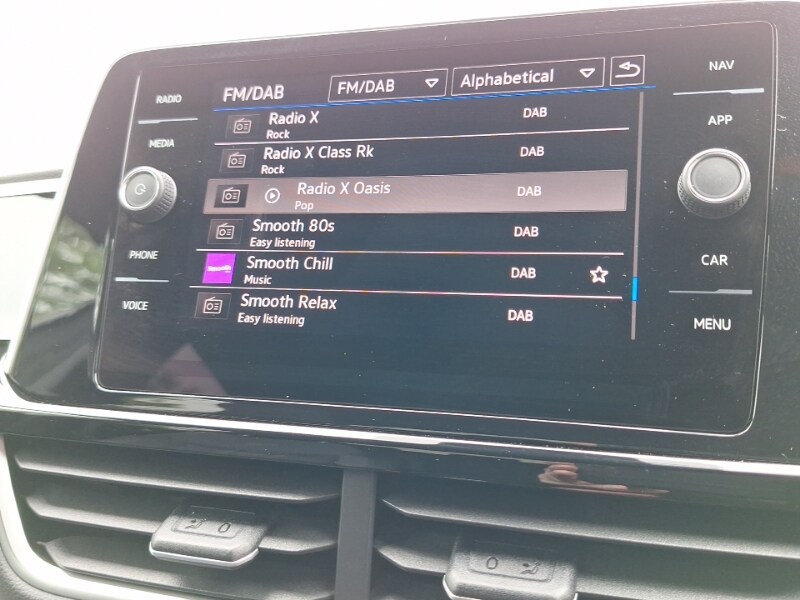 RADIO
MEDIA
PHONE
VOICE
FM/DAB
FM/DAB
Alphabetical
Radio X
DAB
Rock
Radio X Class Rk
DAB
Rock
Radio X Oasis
DAB
Pop
Smooth 80s
DAB
Easy listening
Smooth Chill
DAB
Music
Smooth Relax
DAB
Easy listening
NAV
APP
CAR
MENU
0
0